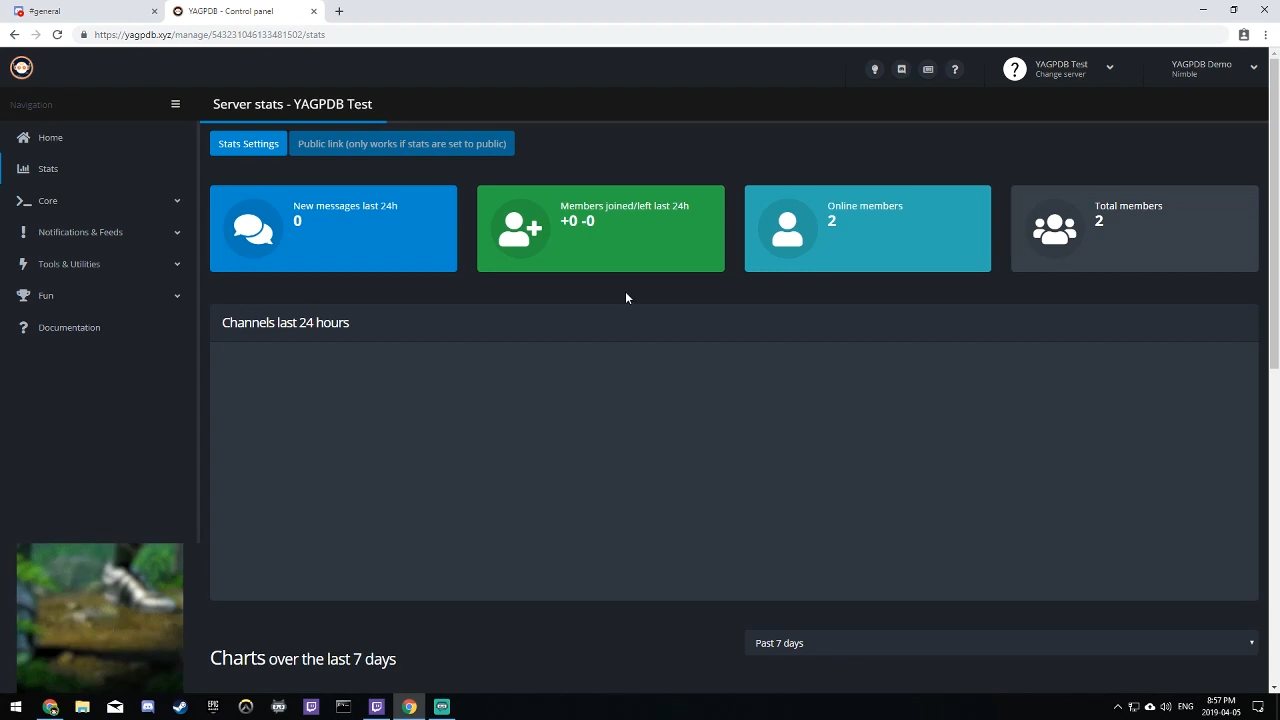 #general
YAGPDB - Control panel
https://yagpdb.xyz/manage/543231046133481502/stats
YAGPDB Test
Change server
YAGPDB Demo
Nimble
Navigation
Server stats - YAGPDB Test
Home
Stats
Core
Notifications & Feeds
Tools & Utilities
Fun
Documentation
Stats Settings
Public link (only works if stats are set to public)
New messages last 24h
0
Members joined/left last 24h
+0 -0
Online members
2
Total members
2
Channels last 24 hours
Charts over the last 7 days
Past 7 days
EPIC
GAMES
ENG
8:57 PM
2019-04-05